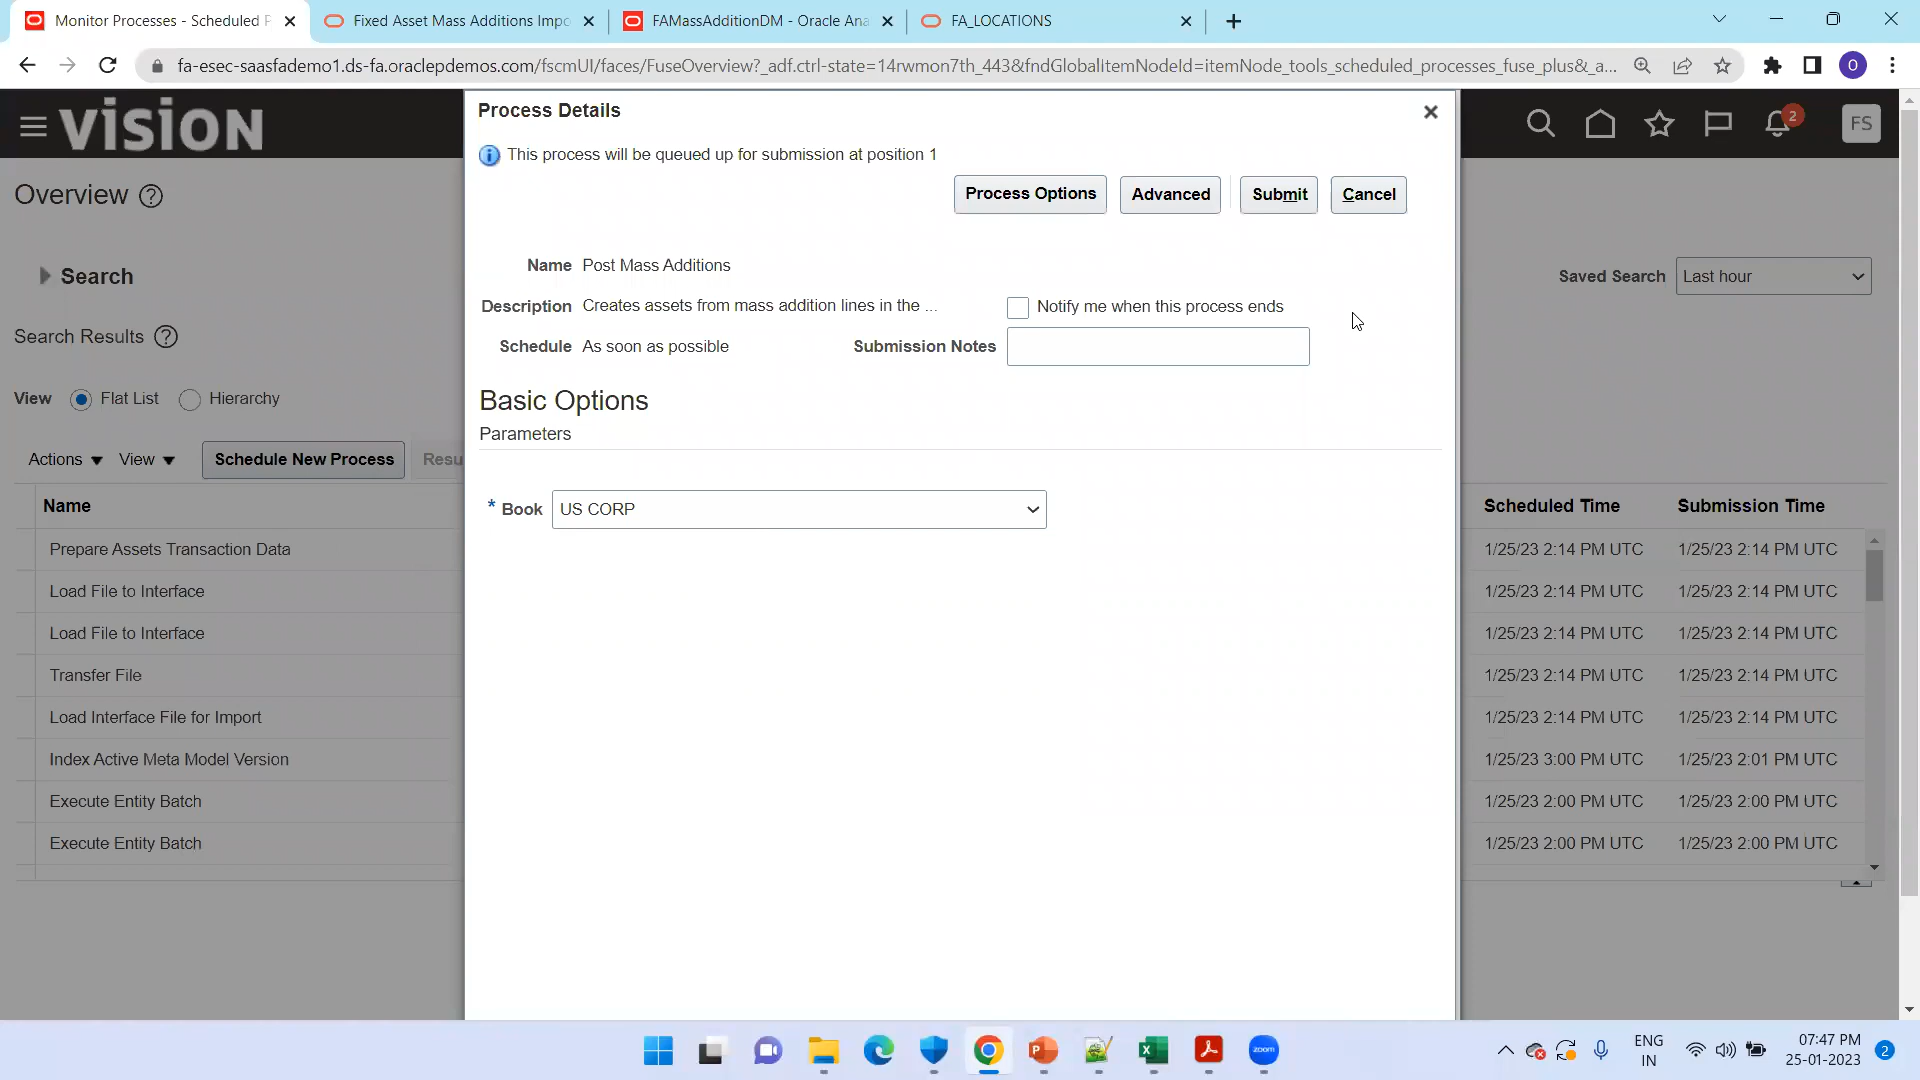 Monitor Processes - Scheduled P
Fixed Asset Mass Additions Impo
FAMassAdditionDM - Oracle Ana
FA_LOCATIONS
fa-esec-saasfademo1.ds-fa.oraclepdemos.com/fscmUI/faces/FuseOverview?_adf.ctrl-state=14rwmon7th_443&fndGlobalItemNodeId=itemNode_tools_scheduled_processes_fuse_plus&_a...
O
vision
Process Details
2
FS
This process will be queued up for submission at position 1
Overview
Process Options
Advanced
Submit
Cancel
Name Post Mass Additions
Search
Saved Search Last hour
Description Creates assets from mass addition lines in the ...
Notify me when this process ends
Search Results
Schedule As soon as possible
Submission Notes
View Flat List Hierarchy
Basic Options
Parameters
Actions View Schedule New Process Resu
Name
Scheduled Time Submission Time
* Book US CORP
Prepare Assets Transaction Data 1/25/23 2:14 PM UTC 1/25/23 2:14 PM UTC
Load File to Interface 1/25/23 2:14 PM UTC 1/25/23 2:14 PM UTC
Load File to Interface 1/25/23 2:14 PM UTC 1/25/23 2:14 PM UTC
Transfer File 1/25/23 2:14 PM UTC 1/25/23 2:14 PM UTC
Load Interface File for Import 1/25/23 2:14 PM UTC 1/25/23 2:14 PM UTC
Index Active Meta Model Version 1/25/23 3:00 PM UTC 1/25/23 2:01 PM UTC
Execute Entity Batch 1/25/23 2:00 PM UTC 1/25/23 2:00 PM UTC
Execute Entity Batch 1/25/23 2:00 PM UTC 1/25/23 2:00 PM UTC
zoom
ENG
IN
07:47 PM
25-01-2023
2